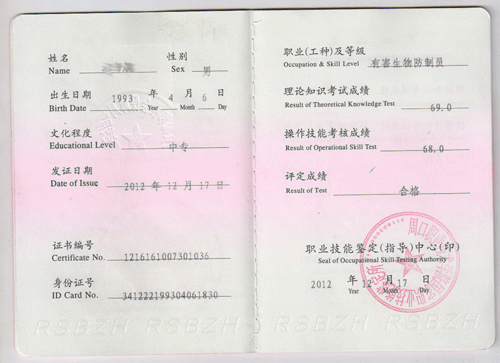 姓名 性别
Name Sex 男
出生日期 1993 年 4 月 6 日
Birth Date Year Month Day
文化程度
Educational Level 中专
发证日期
Date of Issue 2012 年 12 月 17 日
证书编号
Certificate No. 1216161007301036
身份证号
ID Card No. 341222199304061830
RSBZH RSBZH
职业(工种)及等级
Occupation & Skill Level 有害生物防制员
理论知识考试成绩
Result of Theoretical Knowledge Test 69.0
操作技能考核成绩
Result of Operational Skill Test 68.0
评定成绩
Result of Test 合格
职业技能鉴定(指导)中心(印)
Seal of Occupational Skill Testing Authority
2012 年 12 月 17 日
Year Month Day
RSBZH RSBZH